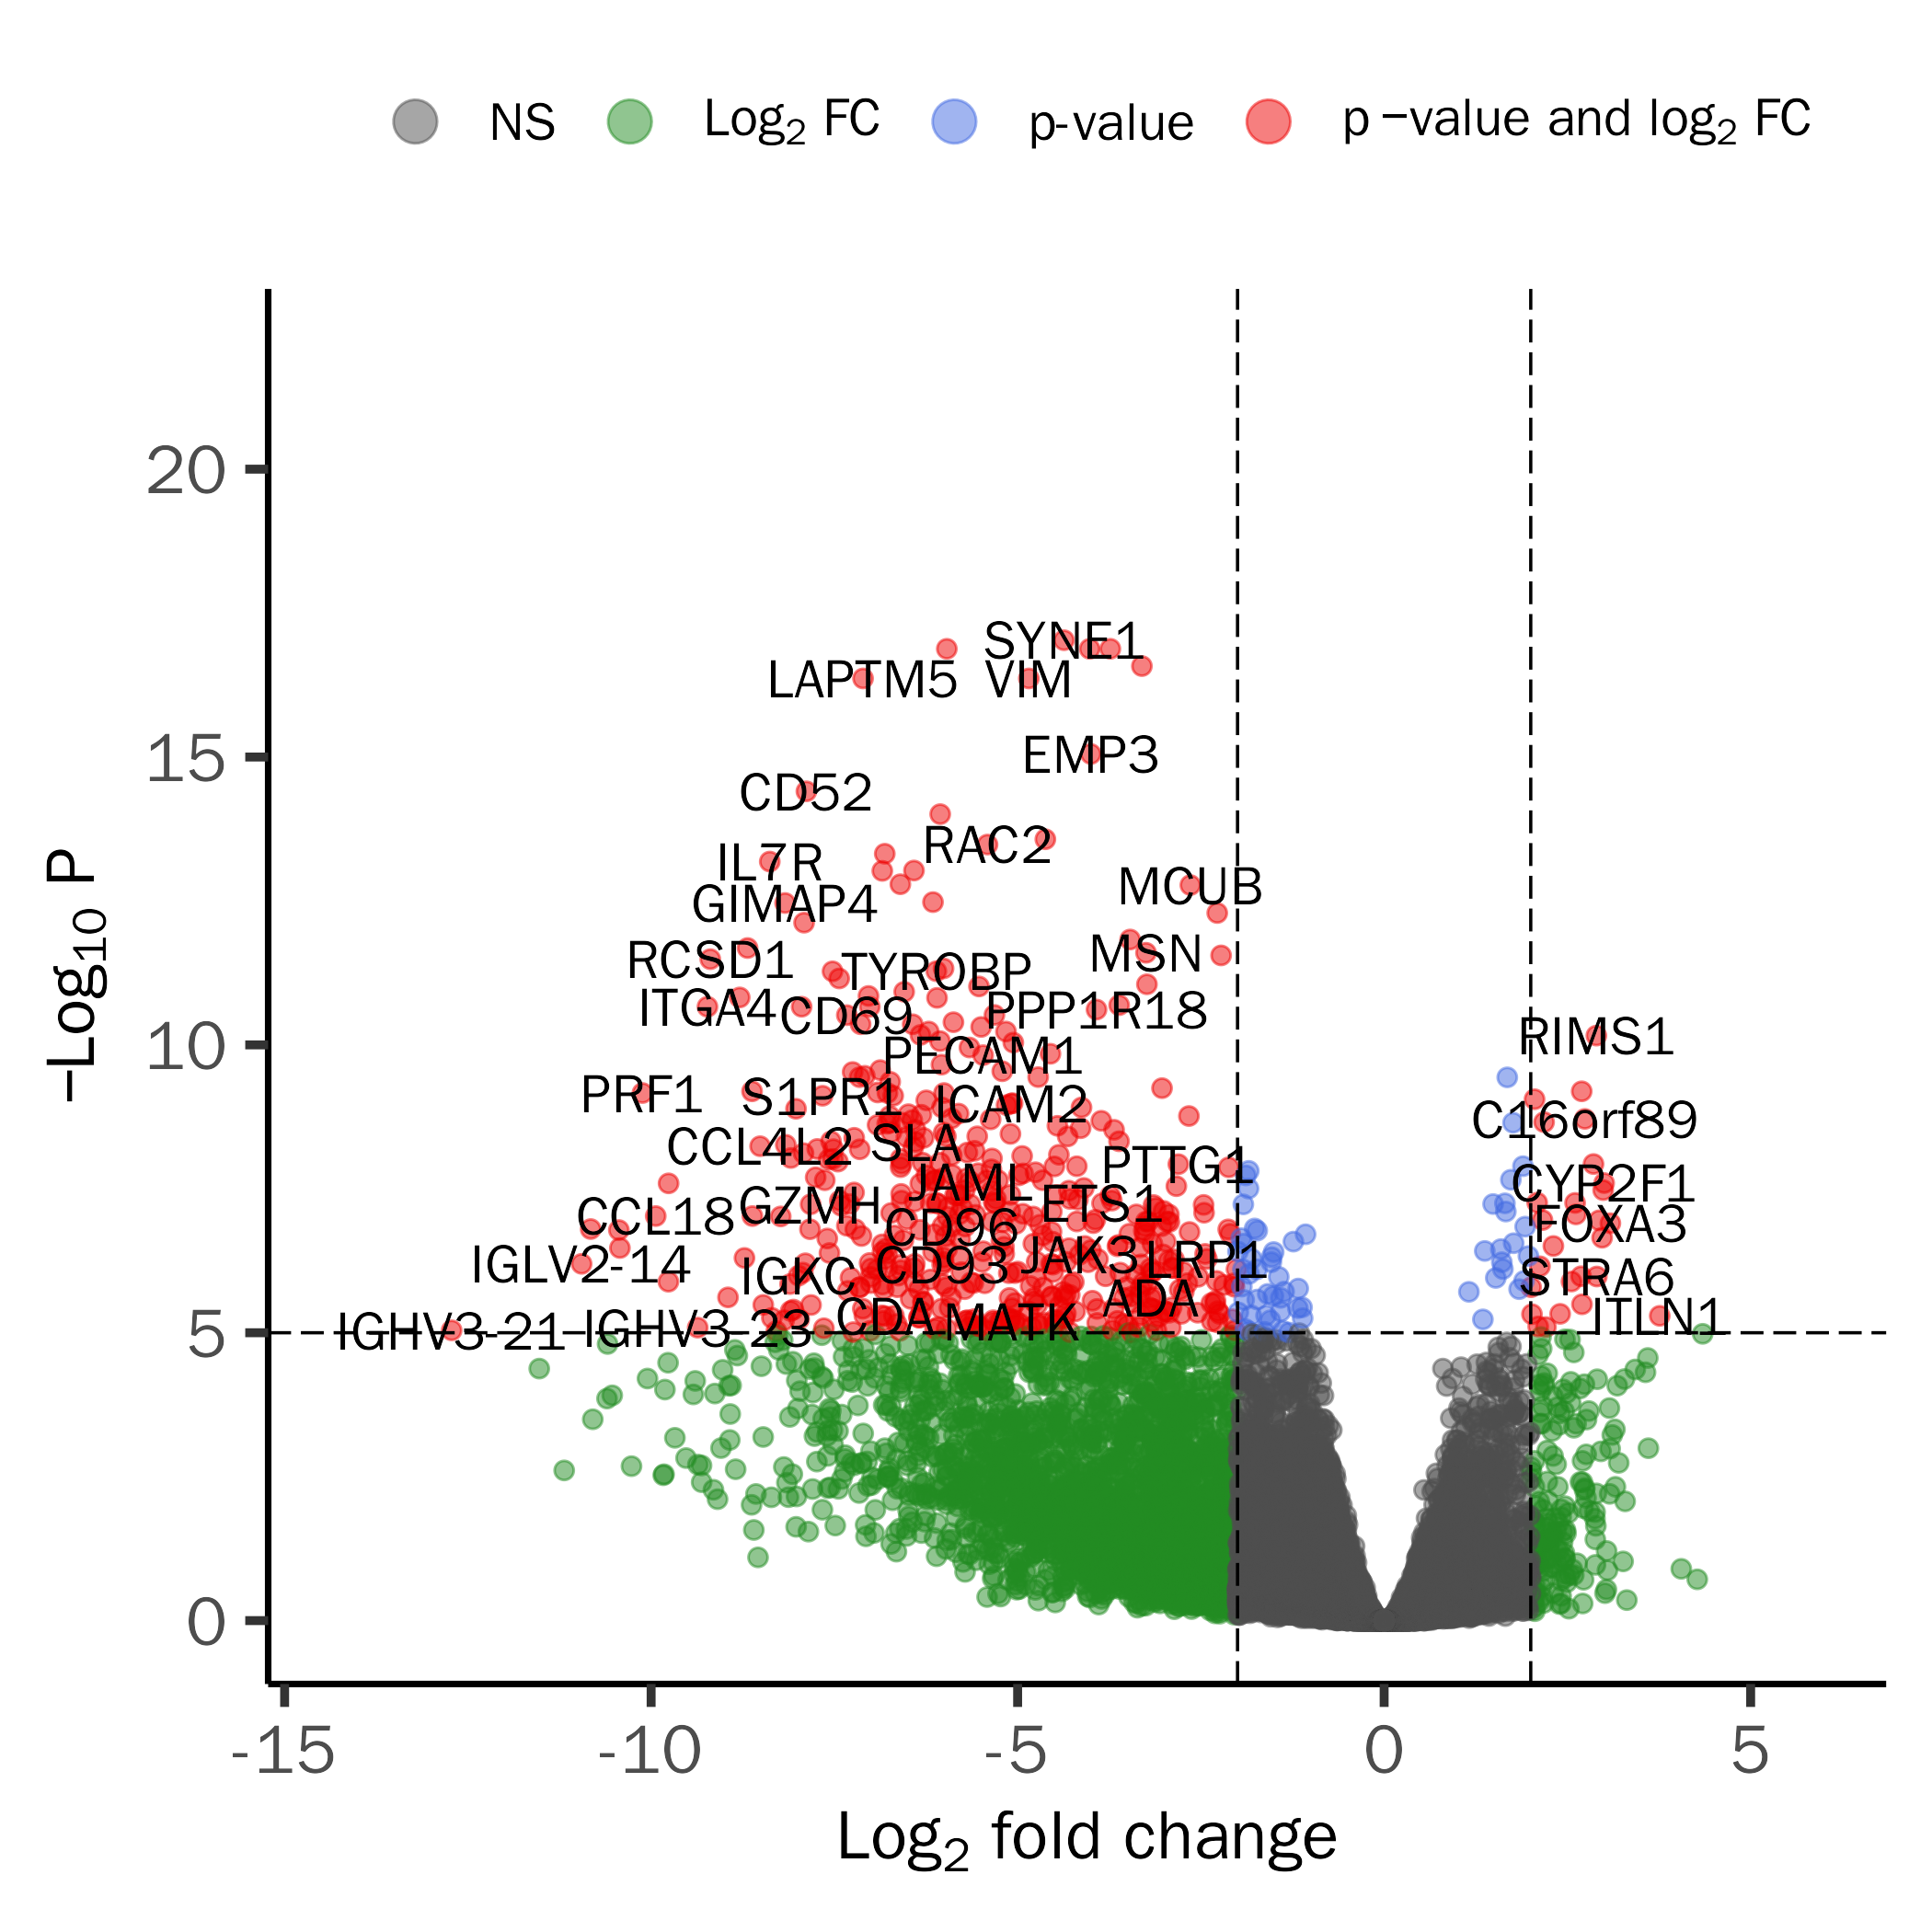 NS Log2 FC p-value p −value and log2 FC
20
SYNE1
LAPTM5 VIM
15
EMP3
CD52
RAC2
IL7R
MCUB
GIMAP4
MSN
RCSD1
TYROBP
ITGA4 CD69 PPP1R18
10
RIMS1
PECAM1
PRF1 S1PR1 ICAM2
C16orf89
CCL4L2 SLA
PTTG1
JAML CYP2F1
CCL18 GZMH ETS1
CD96 FOXA3
IGLV2-14 CD93 JAK3 LRP1
IGKC STRA6
ADA
CDA MATK ITLN1
5
IGHV3-21 IGHV3-23
0
-15 -10 -5 0 5
Log2 fold change
−Log10 P